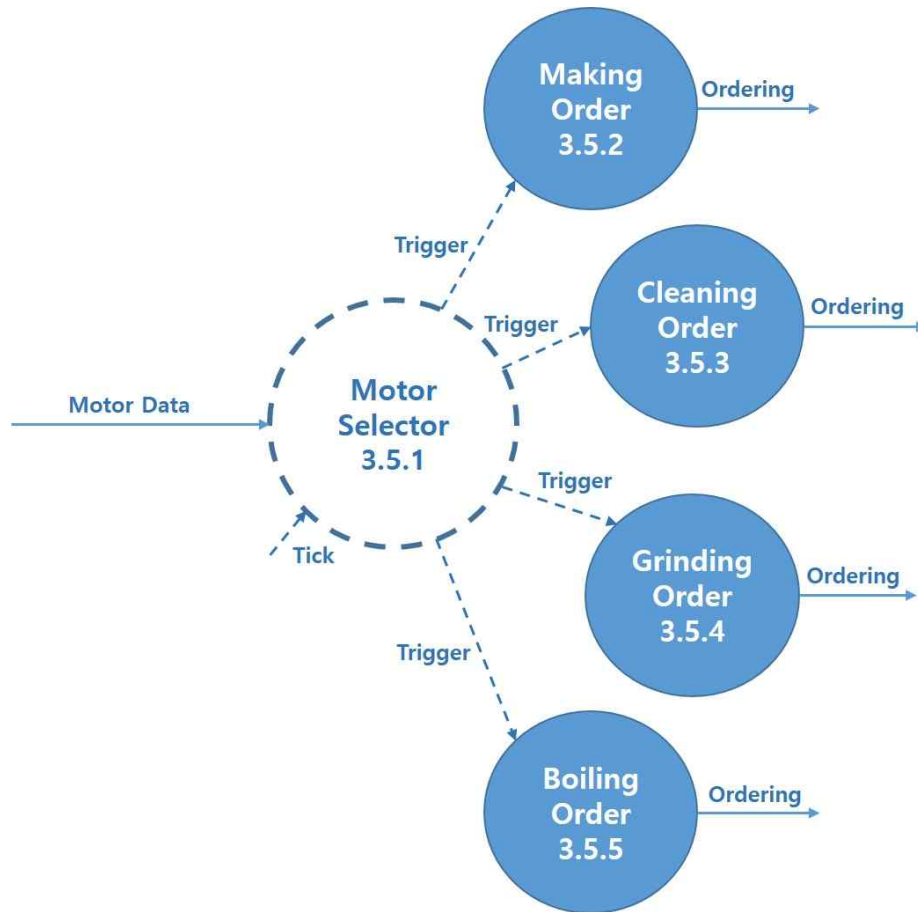 Making
Order
3.5.2
Ordering
Trigger
Cleaning
Order
3.5.3
Ordering
Trigger
Motor Data
Motor
Selector
3.5.1
Tick
Trigger
Grinding
Order
3.5.4
Ordering
Trigger
Boiling
Order
3.5.5
Ordering